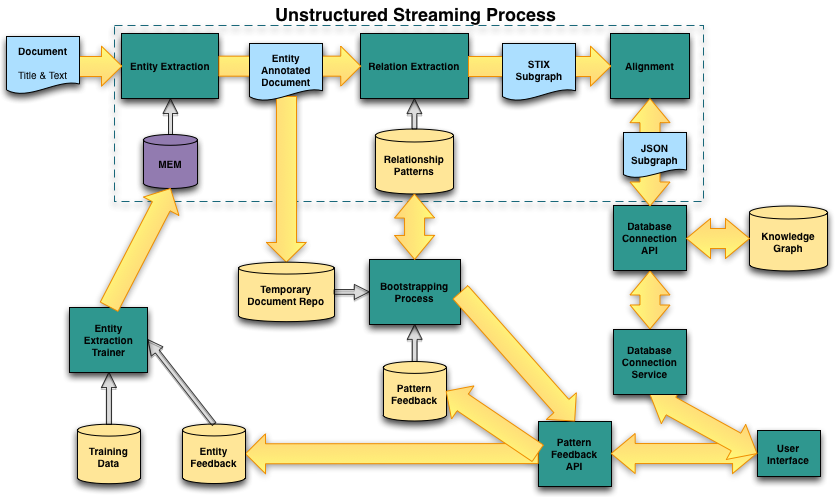 Unstructured Streaming Process
Document
Title & Text
Entity Extraction
Entity
Annotated
Document
Relation Extraction
STIX
Subgraph
Alignment
MEM
Relationship
Patterns
JSON
Subgraph
Database
Connection
API
Knowledge
Graph
Temporary
Document Repo
Bootstrapping
Process
Entity
Extraction
Trainer
Database
Connection
Service
Pattern
Feedback
Training
Data
Entity
Feedback
Pattern
Feedback
API
User
Interface